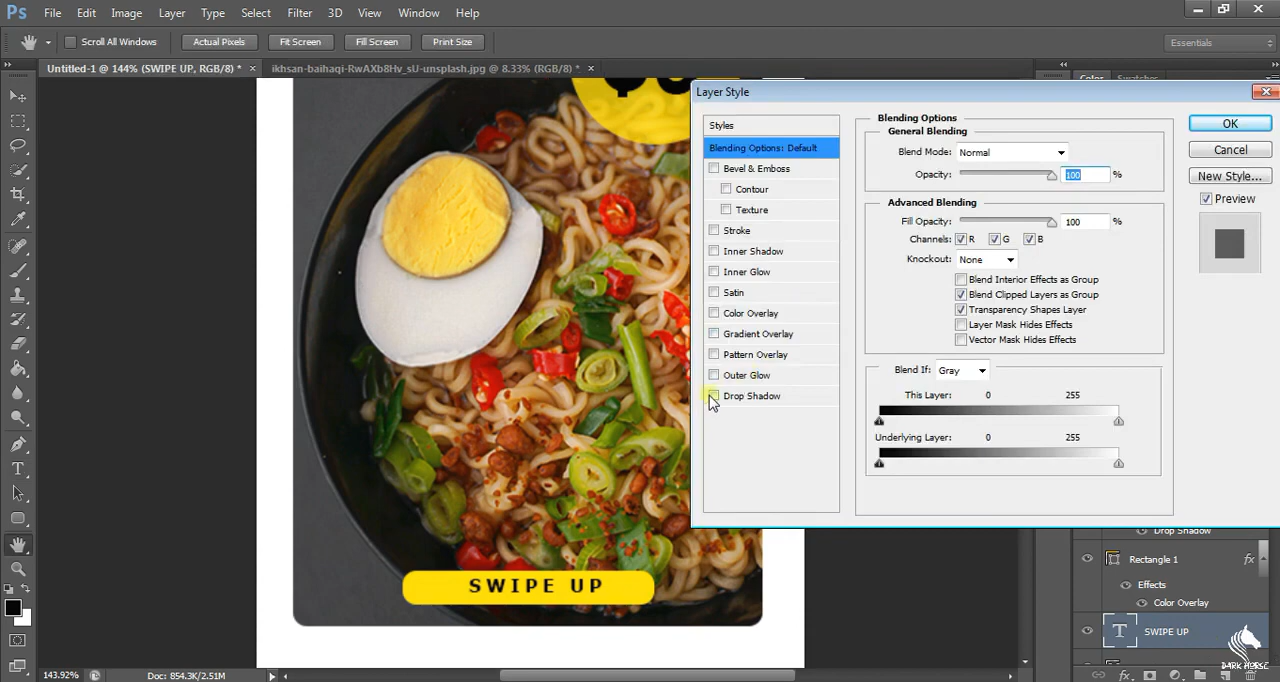 Ps File Edit Image Layer Type Select Filter 3D View Window Help
Scroll All Windows Actual Pixels Fit Screen Fill Screen Print Size Essentials
Untitled-1 @ 144% (SWIPE UP, RGB/8) * ikhsan-baihaqi-RwAXb8Hv_sU-unsplash.jpg @ 8.33% (RGB/8) *
Color Swatches
Layer Style
Styles
Blending Options: Default
Bevel & Emboss
Contour
Texture
Stroke
Inner Shadow
Inner Glow
Satin
Color Overlay
Gradient Overlay
Pattern Overlay
Outer Glow
Drop Shadow
Blending Options
General Blending
Blend Mode: Normal
Opacity: 100 %
Advanced Blending
Fill Opacity: 100 %
Channels: R G B
Knockout: None
Blend Interior Effects as Group
Blend Clipped Layers as Group
Transparency Shapes Layer
Layer Mask Hides Effects
Vector Mask Hides Effects
Blend If: Gray
This Layer: 0 255
Underlying Layer: 0 255
OK
Cancel
New Style...
Preview
SWIPE UP
Drop Shadow
Rectangle 1 fx
Effects
Color Overlay
T SWIPE UP
DARK HORSE
143.92% Doc: 854.3K/2.51M